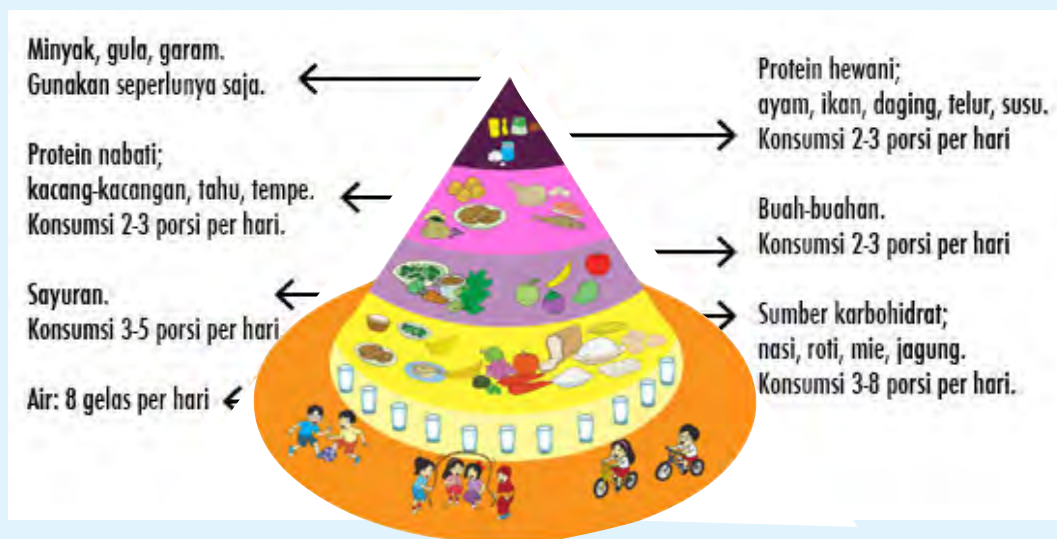 Minyak, gula, garam.
Gunakan seperlunya saja.
Protein nabati;
kacang-kacangan, tahu, tempe.
Konsumsi 2-3 porsi per hari.
Sayuran.
Konsumsi 3-5 porsi per hari
Air: 8 gelas per hari
Protein hewani;
ayam, ikan, daging, telur, susu.
Konsumsi 2-3 porsi per hari
Buah-buahan.
Konsumsi 2-3 porsi per hari
Sumber karbohidrat;
nasi, roti, mie, jagung.
Konsumsi 3-8 porsi per hari.